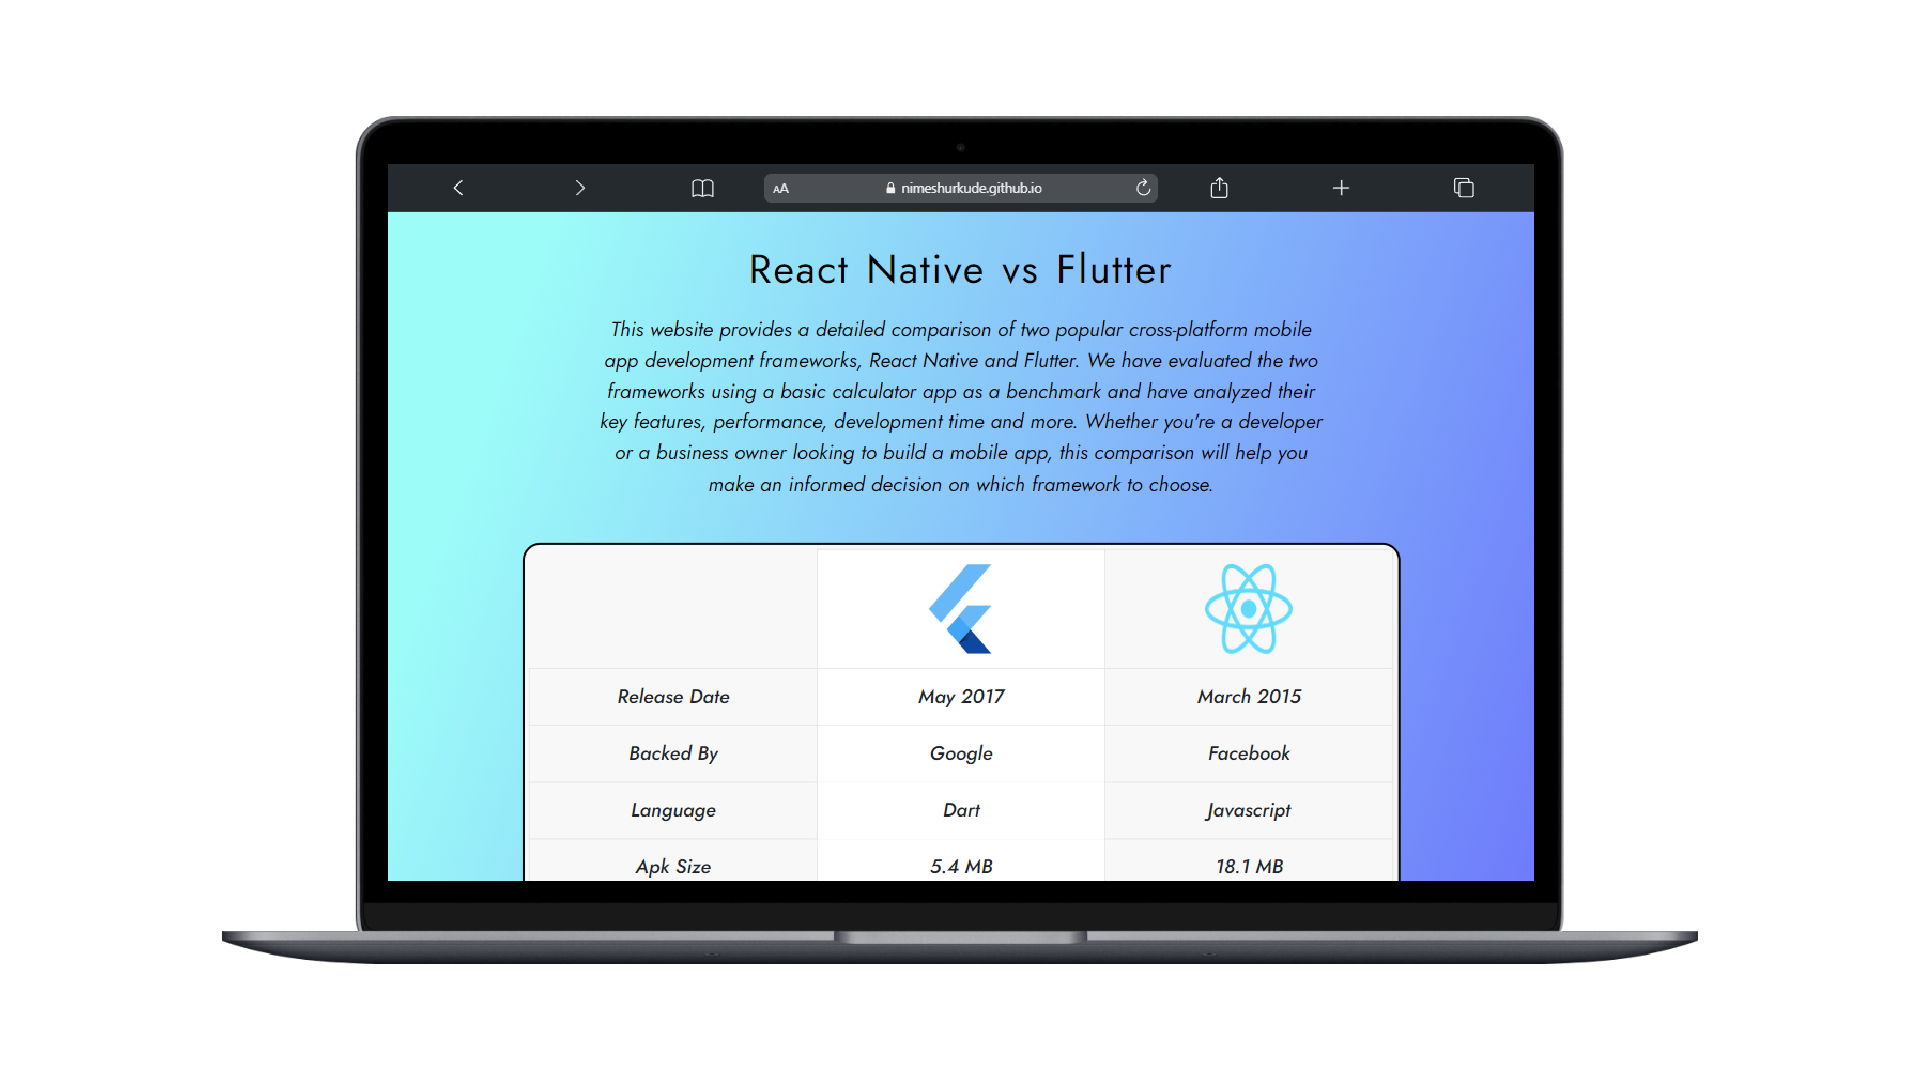 AA nimeshurkude.github.io
React Native vs Flutter
This website provides a detailed comparison of two popular cross-platform mobile
app development frameworks, React Native and Flutter. We have evaluated the two
frameworks using a basic calculator app as a benchmark and have analyzed their
key features, performance, development time and more. Whether you're a developer
or a business owner looking to build a mobile app, this comparison will help you
make an informed decision on which framework to choose.
Release Date May 2017 March 2015
Backed By Google Facebook
Language Dart Javascript
Apk Size 5.4 MB 18.1 MB